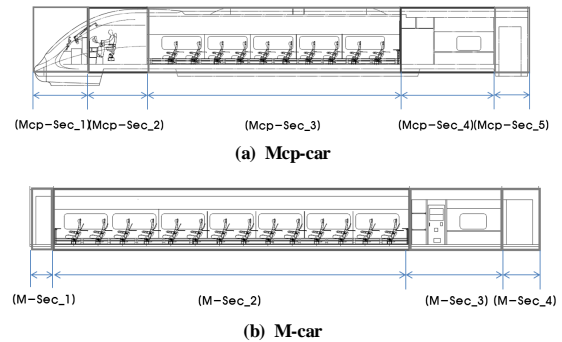 (Mcp-Sec_1)(Mcp-Sec_2) (Mcp-Sec_3) (Mcp-Sec_4)(Mcp-Sec_5)
(a) Mcp-car
(M-Sec_1) (M-Sec_2) (M-Sec_3) (M-Sec_4)
(b) M-car